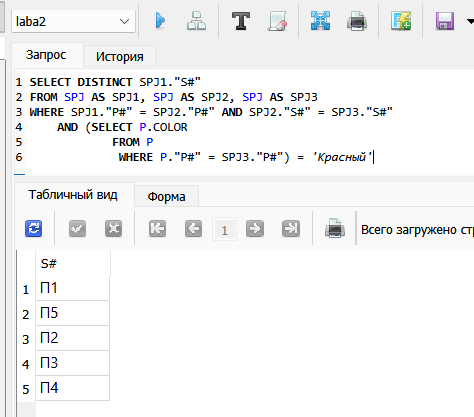 laba2
Запрос История
1 SELECT DISTINCT SPJ1."S#"
2 FROM SPJ AS SPJ1, SPJ AS SPJ2, SPJ AS SPJ3
3 WHERE SPJ1."P#" = SPJ2."P#" AND SPJ2."S#" = SPJ3."S#"
4 AND (SELECT P.COLOR
5 FROM P
6 WHERE P."P#" = SPJ3."P#") = 'Красный'
Табличный вид Форма
1 Всего загружено стр
S#
1 П1
2 П5
3 П2
4 П3
5 П4